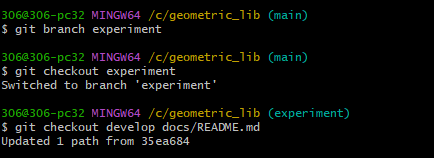 306@306-pc32 MINGW64 /c/geometric_lib (main)
$ git branch experiment
306@306-pc32 MINGW64 /c/geometric_lib (main)
$ git checkout experiment
Switched to branch 'experiment'
306@306-pc32 MINGW64 /c/geometric_lib (experiment)
$ git checkout develop docs/README.md
Updated 1 path from 35ea684